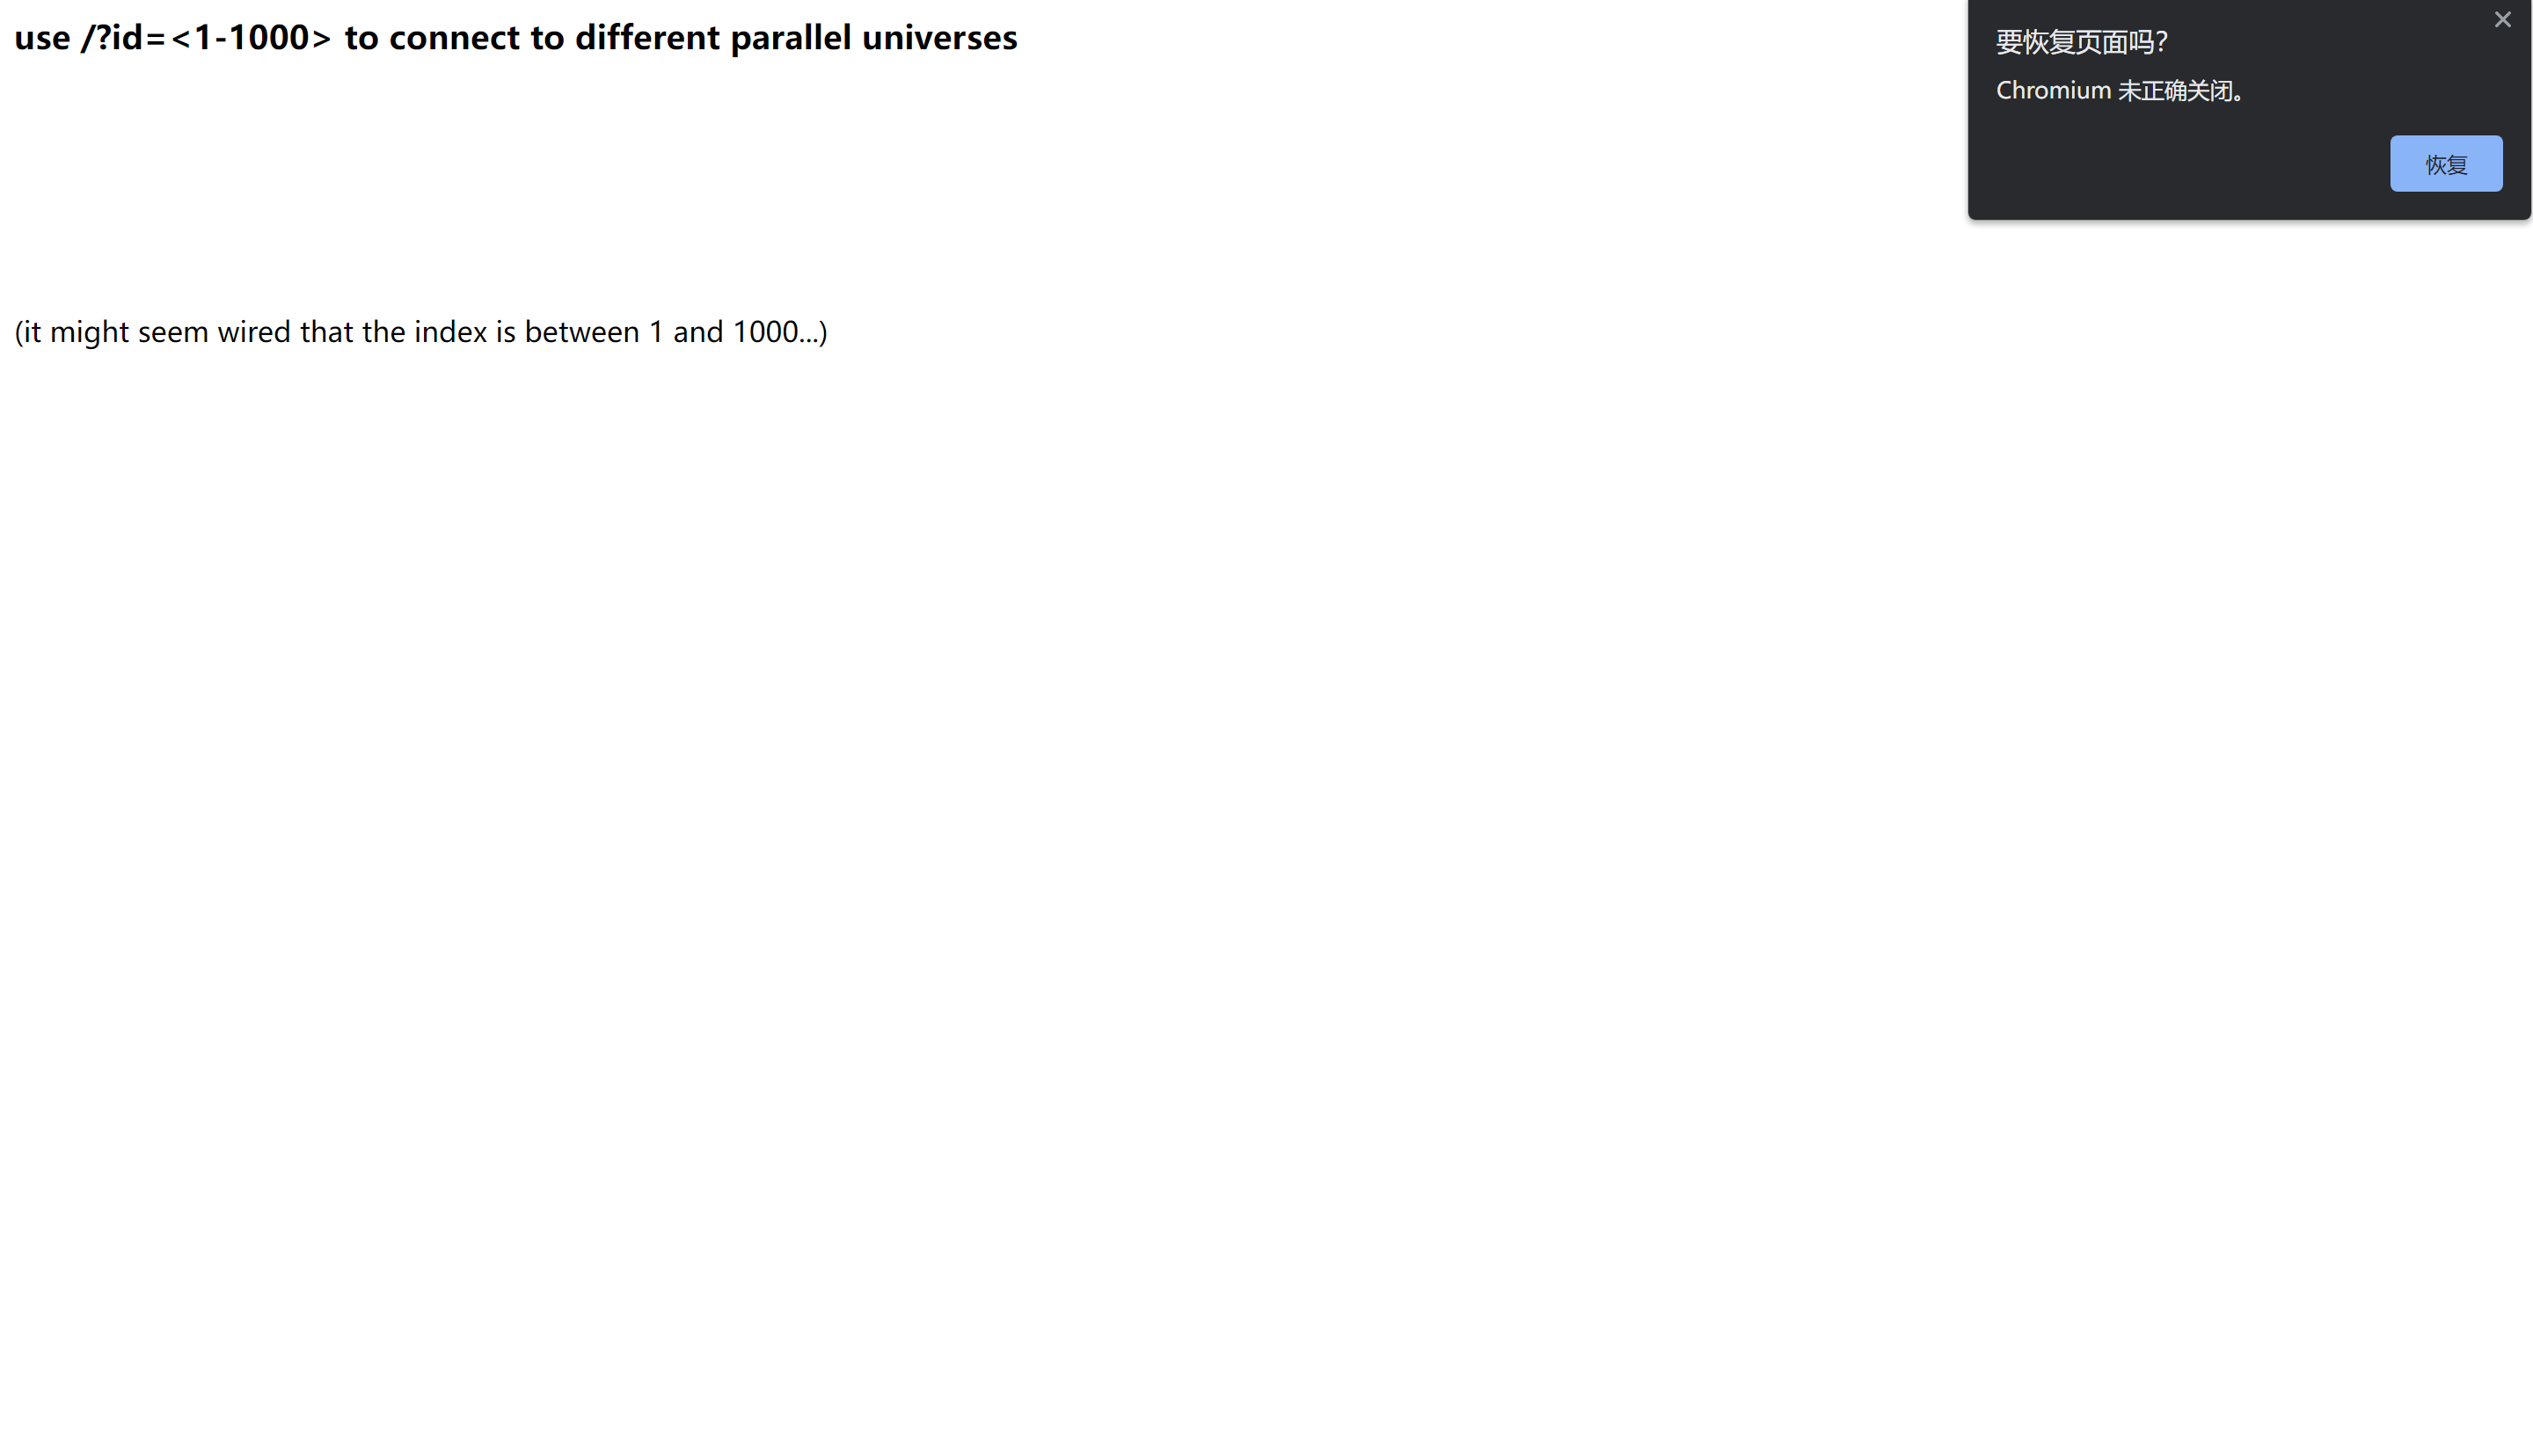 use /?id=<1-1000> to connect to different parallel universes
(it might seem wired that the index is between 1 and 1000...)
要恢复页面吗?
Chromium 未正确关闭。
恢复